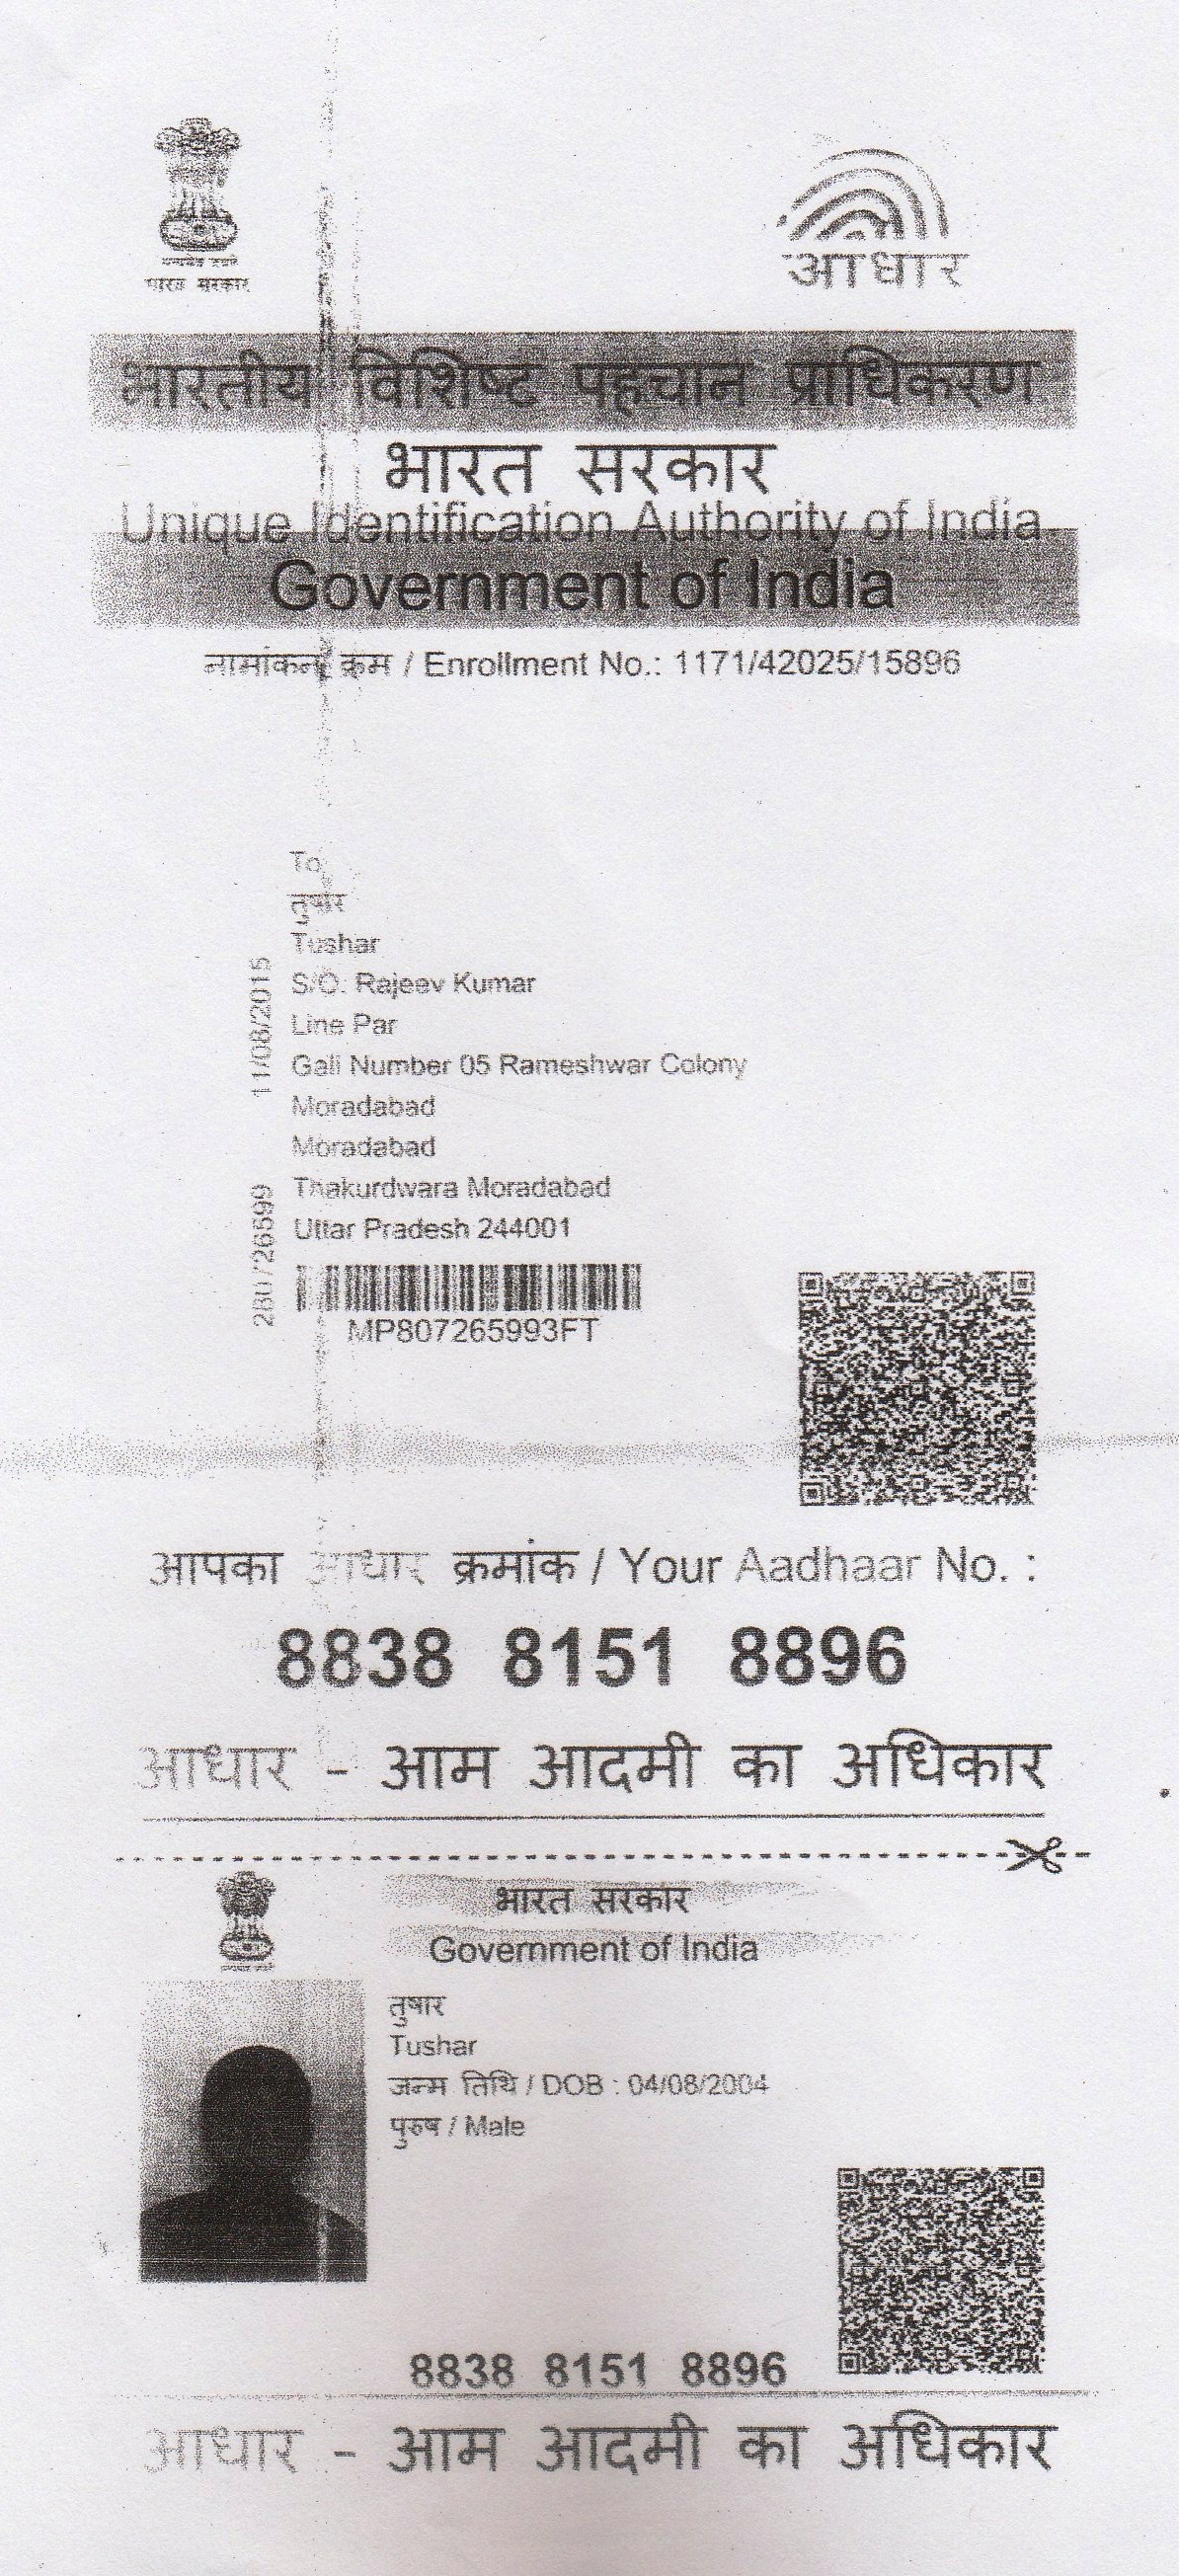 भारत सरकार
आधार
भारतीय विशिष्ट पहचान प्राधिकरण
भारत सरकार
Unique Identification Authority of India
Government of India
नामांकन क्रम / Enrollment No.: 1171/42025/15896
To
तुषार
Tushar
S/O: Rajeev Kumar
Line Par
Gali Number 05 Rameshwar Colony
Moradabad
Moradabad
Thakurdwara Moradabad
Uttar Pradesh 244001
11/08/2015
MP807265993FT
आपका आधार क्रमांक / Your Aadhaar No. :
8838 8151 8896
आधार - आम आदमी का अधिकार
भारत सरकार
Government of India
तुषार
Tushar
जन्म तिथि / DOB : 04/08/2004
पुरुष / Male
8838 8151 8896
आधार - आम आदमी का अधिकार